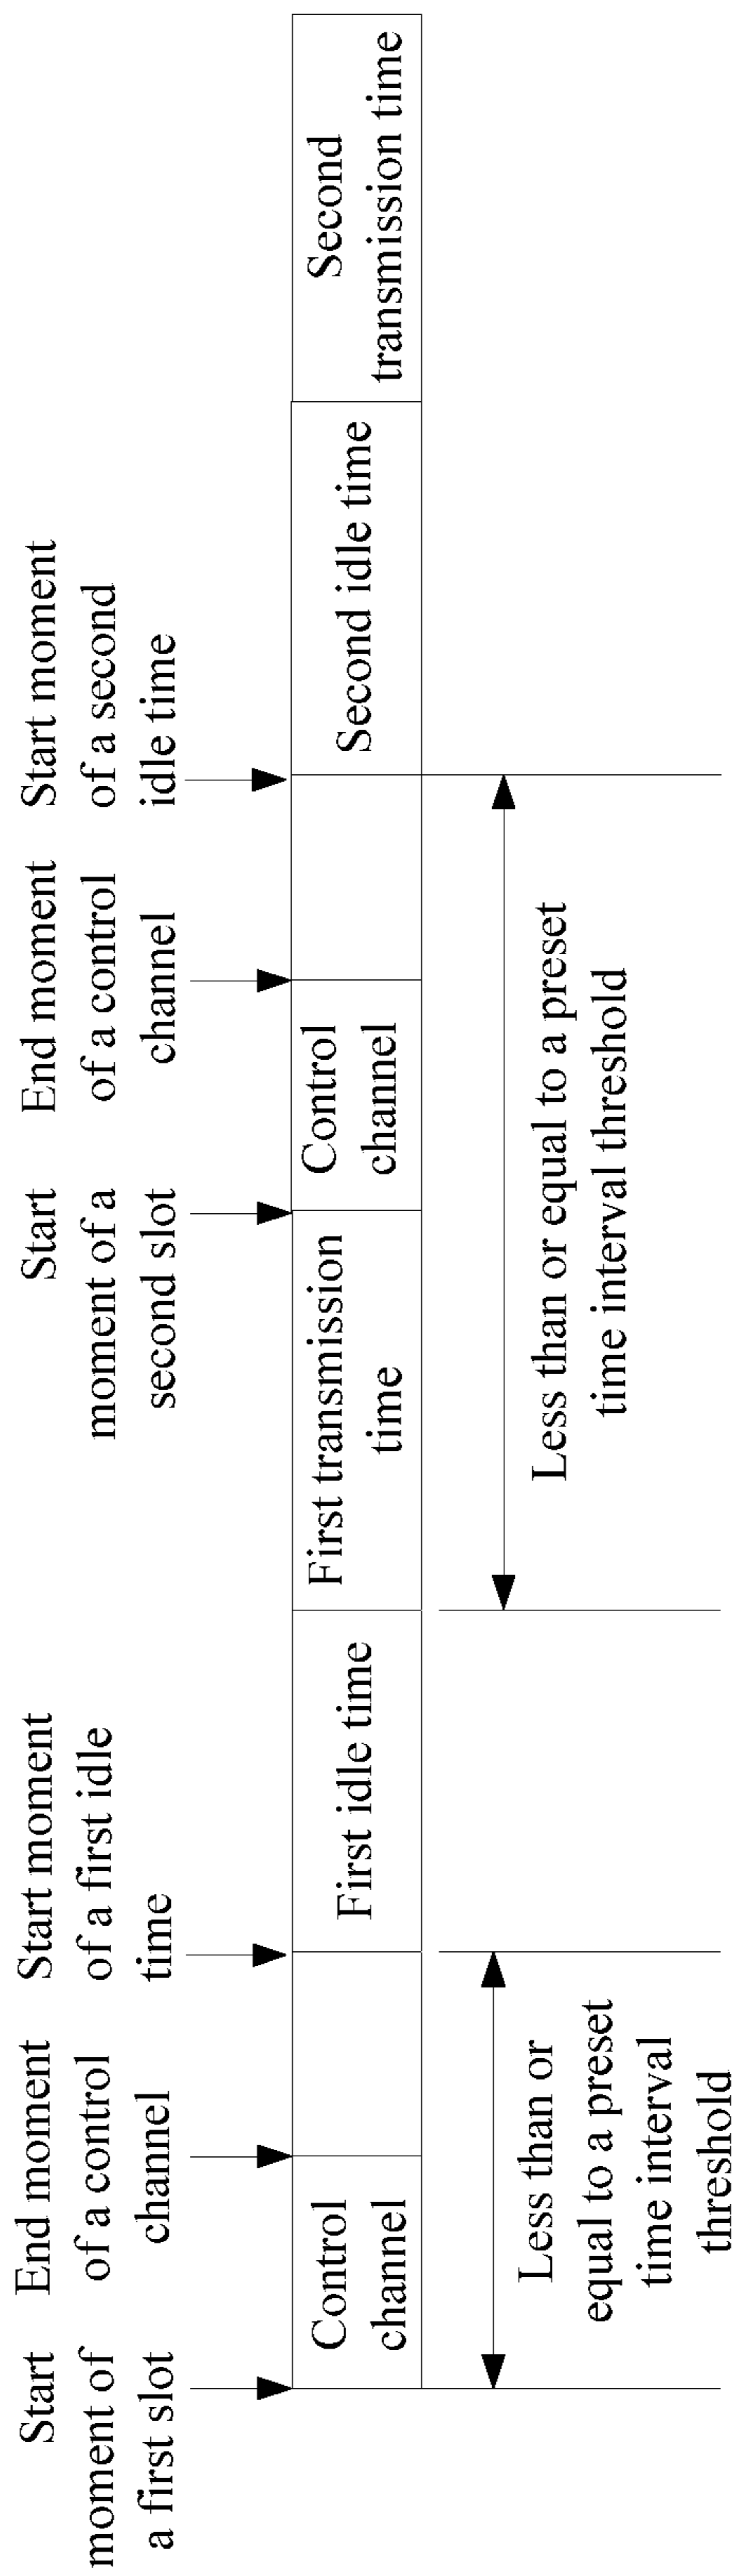 Start
moment of
a first slot
End moment
of a control
channel
Start moment
of a first idle
time
Start
moment of a
second slot
End moment
of a control
channel
Start moment
of a second
idle time
Control
channel
First idle time
First transmission
time
Control
channel
Second idle time
Second
transmission time
Less than or
equal to a preset
time interval
threshold
Less than or equal to a preset
time interval threshold